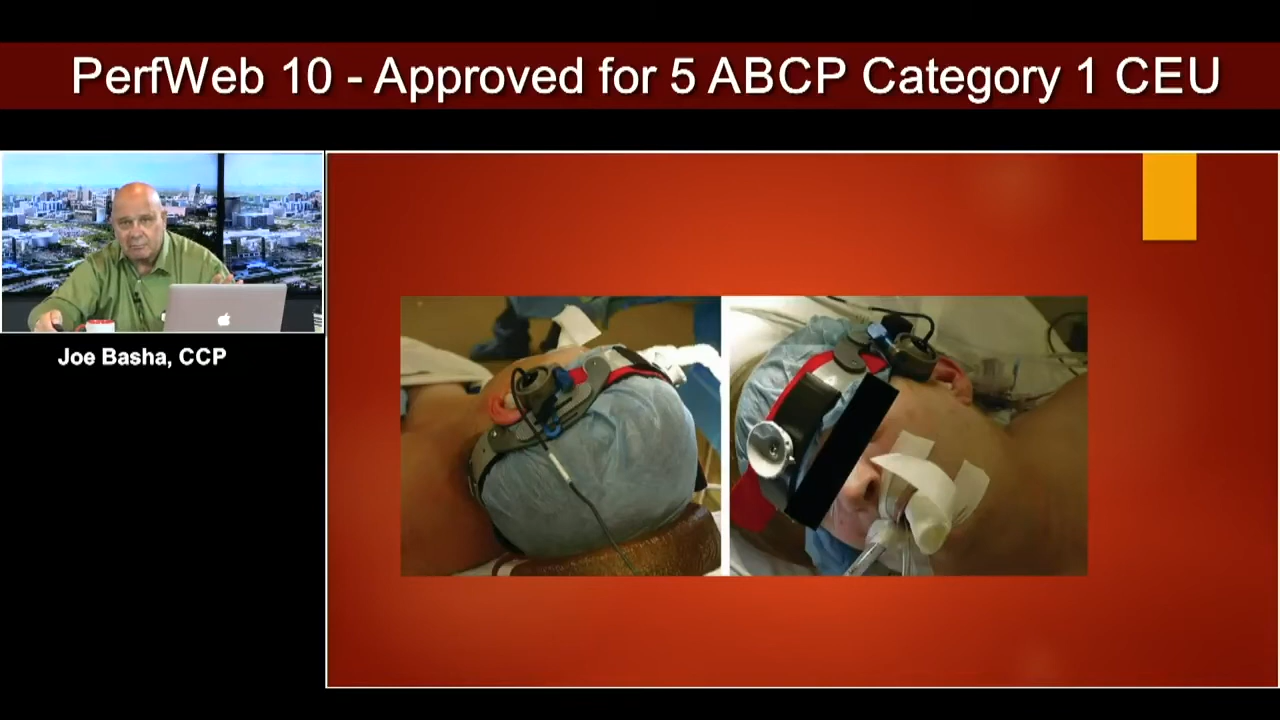 PerfWeb 10 - Approved for 5 ABCP Category 1 CEU
Joe Basha, CCP